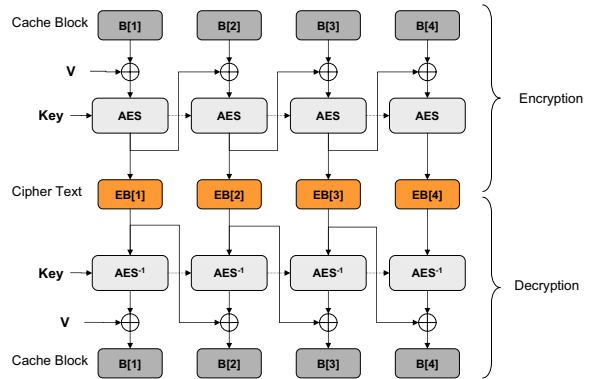 Cache Block B[1] B[2] B[3] B[4]
V
Key AES AES AES AES
Encryption
Cipher Text EB[1] EB[2] EB[3] EB[4]
Key AES-1 AES-1 AES-1 AES-1
Decryption
V
Cache Block B[1] B[2] B[3] B[4]